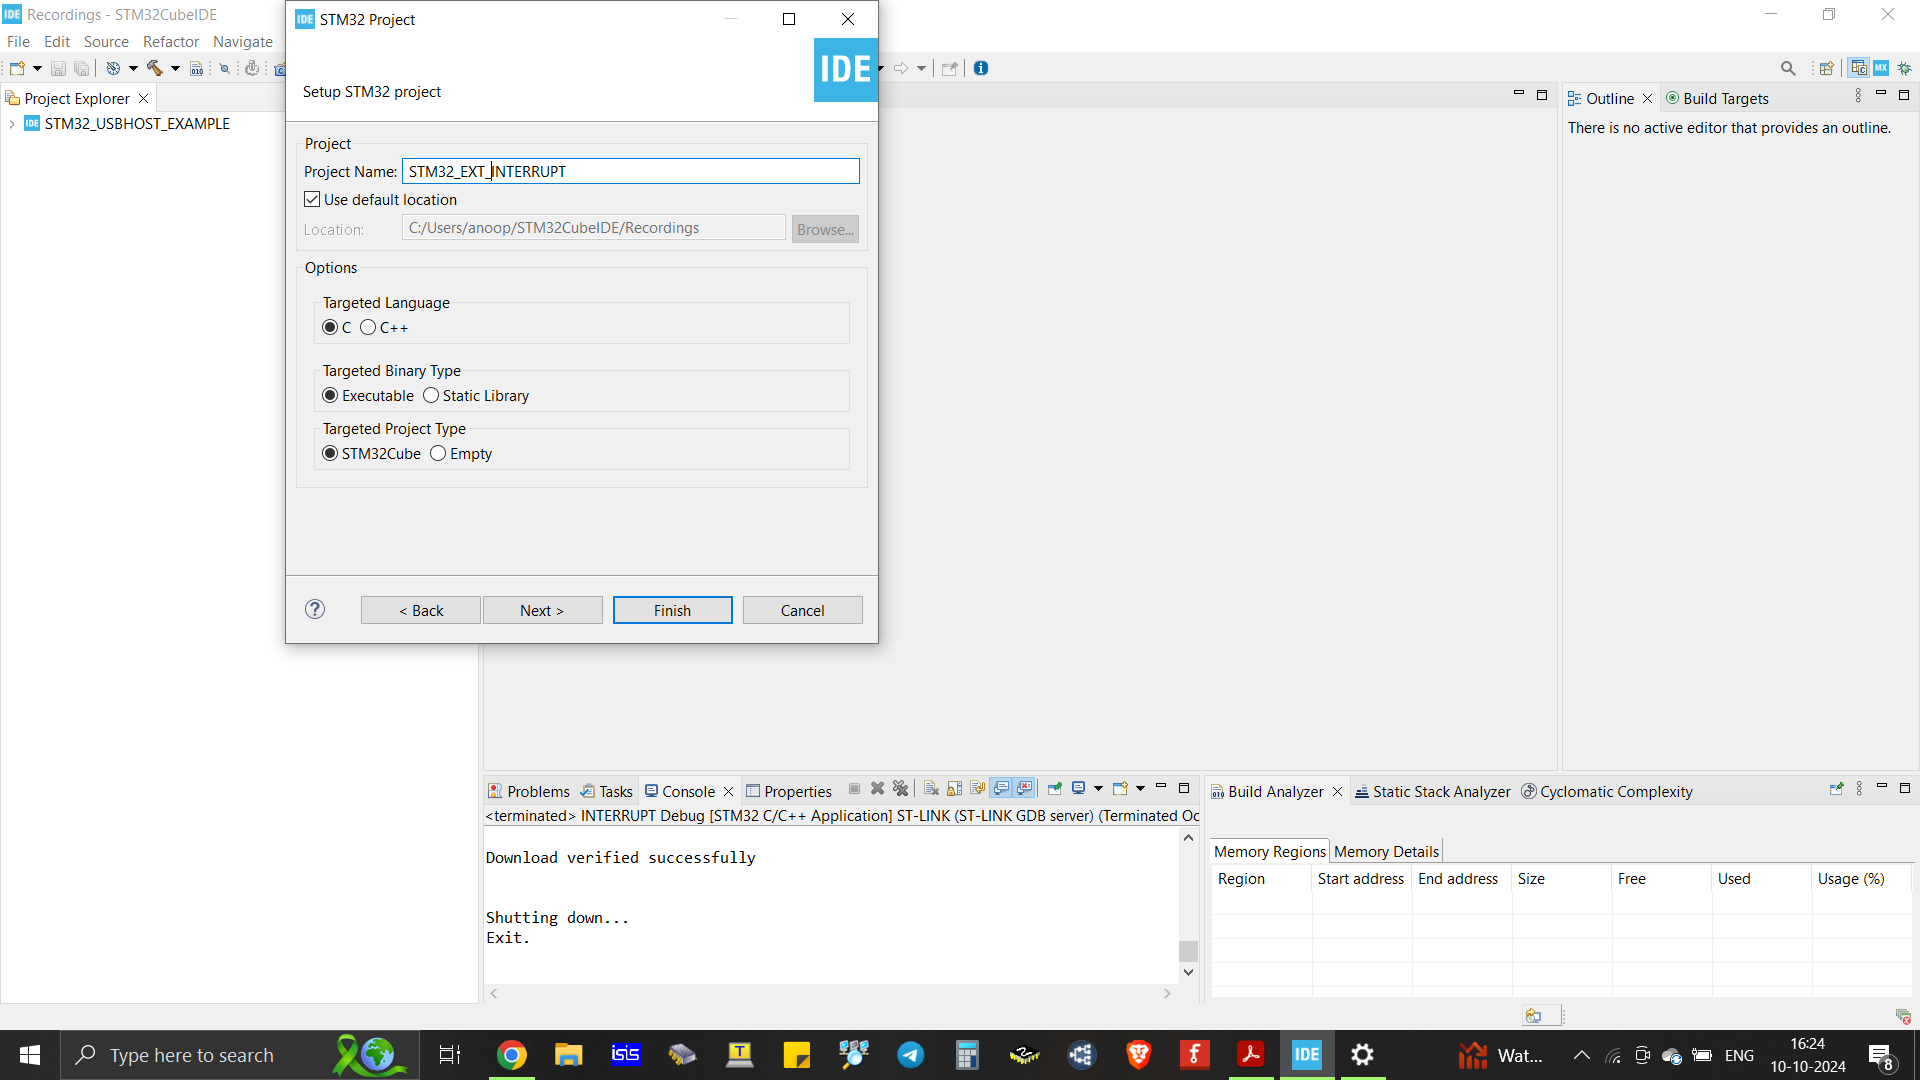 IDE Recordings - STM32CubeIDE
File Edit Source Refactor Navigate
IDE STM32 Project
Setup STM32 project
IDE
Project
Project Name: STM32_EXT_INTERRUPT
Use default location
Location: C:/Users/anoop/STM32CubeIDE/Recordings Browse...
Options
Targeted Language
C C++
Targeted Binary Type
Executable Static Library
Targeted Project Type
STM32Cube Empty
? < Back Next > Finish Cancel
Project Explorer
IDE STM32_USBHOST_EXAMPLE
MX
Outline Build Targets
There is no active editor that provides an outline.
Problems Tasks Console Properties
<terminated> INTERRUPT Debug [STM32 C/C++ Application] ST-LINK (ST-LINK GDB server) (Terminated Oc
Download verified successfully
Shutting down...
Exit.
Build Analyzer Static Stack Analyzer Cyclomatic Complexity
Memory Regions Memory Details
Region Start address End address Size Free Used Usage (%)
Type here to search
isis
T
IDE
Wat...
ENG
16:24
10-10-2024
8